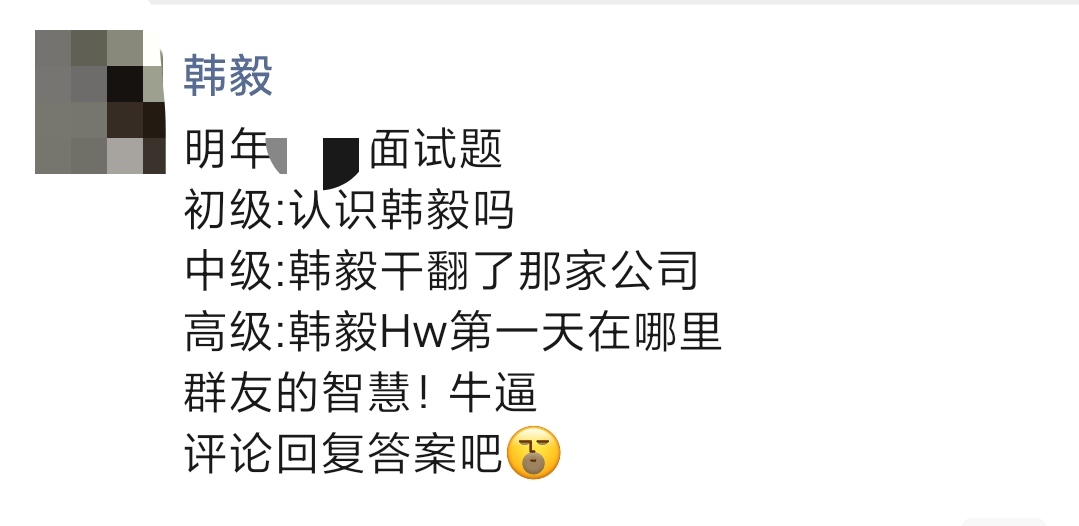 韩毅
明年 面试题
初级:认识韩毅吗
中级:韩毅干翻了那家公司
高级:韩毅Hw第一天在哪里
群友的智慧！牛逼
评论回复答案吧